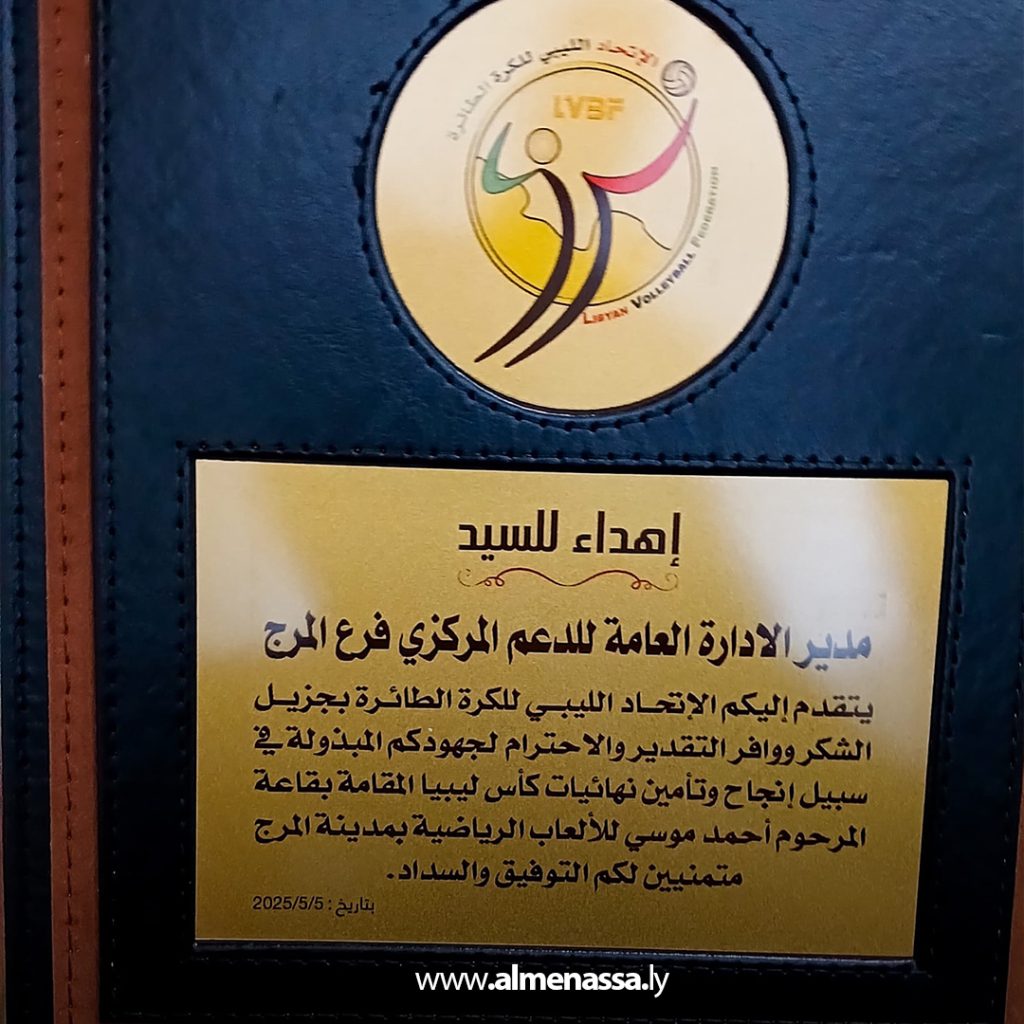 الإتحاد الليبي للكرة الطائرة
LVBF
LIBYAN VOLLEYBALL FEDERATION
إهداء للسيد
مدير الادارة العامة للدعم المركزي فرع المرج
يتقدم إليكم الإتحاد الليبي للكرة الطائرة بجزيل
الشكر ووافر التقدير والاحترام لجهودكم المبذولة في
سبيل إنجاح وتأمين نهائيات كأس ليبيا المقامة بقاعة
المرحوم أحمد موسي للألعاب الرياضية بمدينة المرج
متمنيين لكم التوفيق والسداد.
بتاريخ : 2025/5/5
www.almenassa.ly